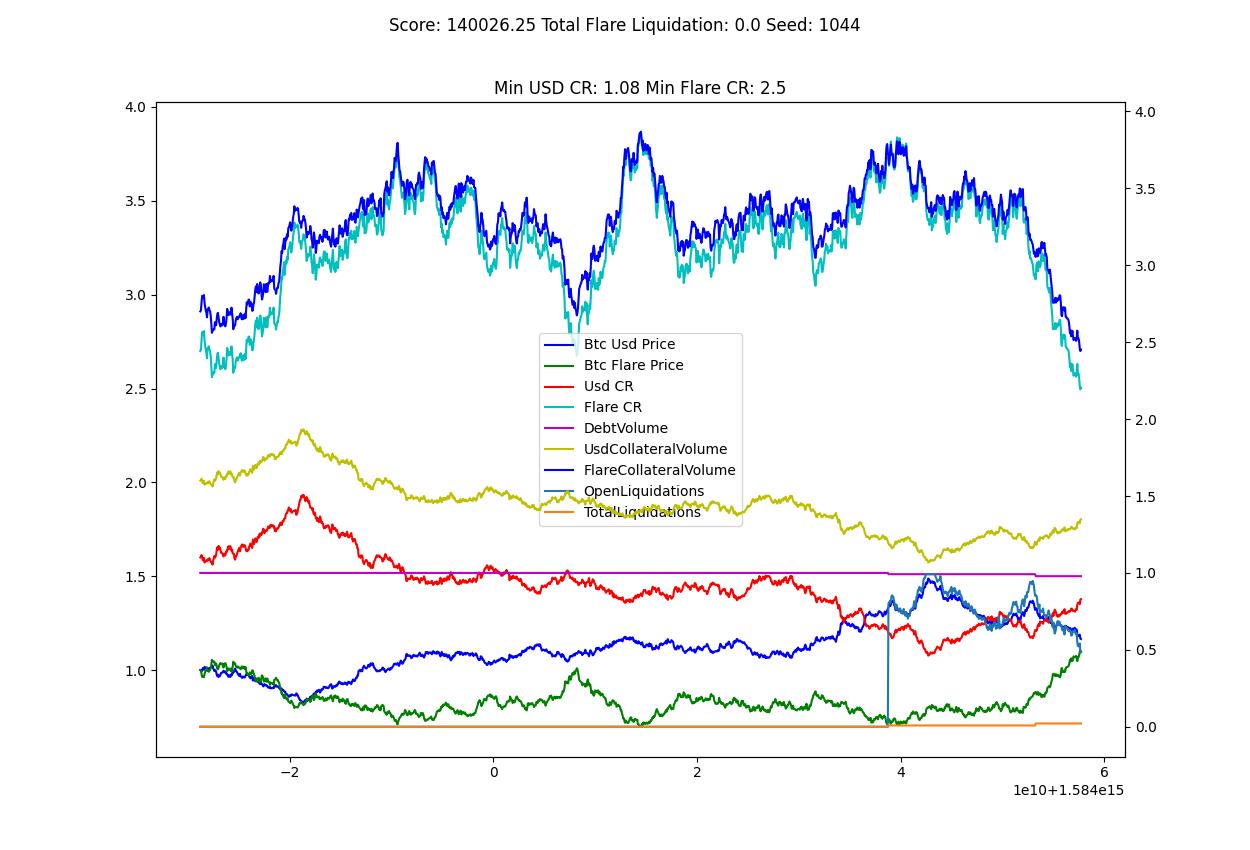 Score: 140026.25 Total Flare Liquidation: 0.0 Seed: 1044
Min USD CR: 1.08 Min Flare CR: 2.5
4.0
3.5
3.0
2.5
2.0
1.5
1.0
4.0
3.5
3.0
2.5
2.0
1.5
1.0
0.5
0.0
Btc Usd Price
Btc Flare Price
Usd CR
Flare CR
DebtVolume
UsdCollateralVolume
FlareCollateralVolume
OpenLiquidations
TotalLiquidations
−2 0 2 4 6
1e10+1.584e15